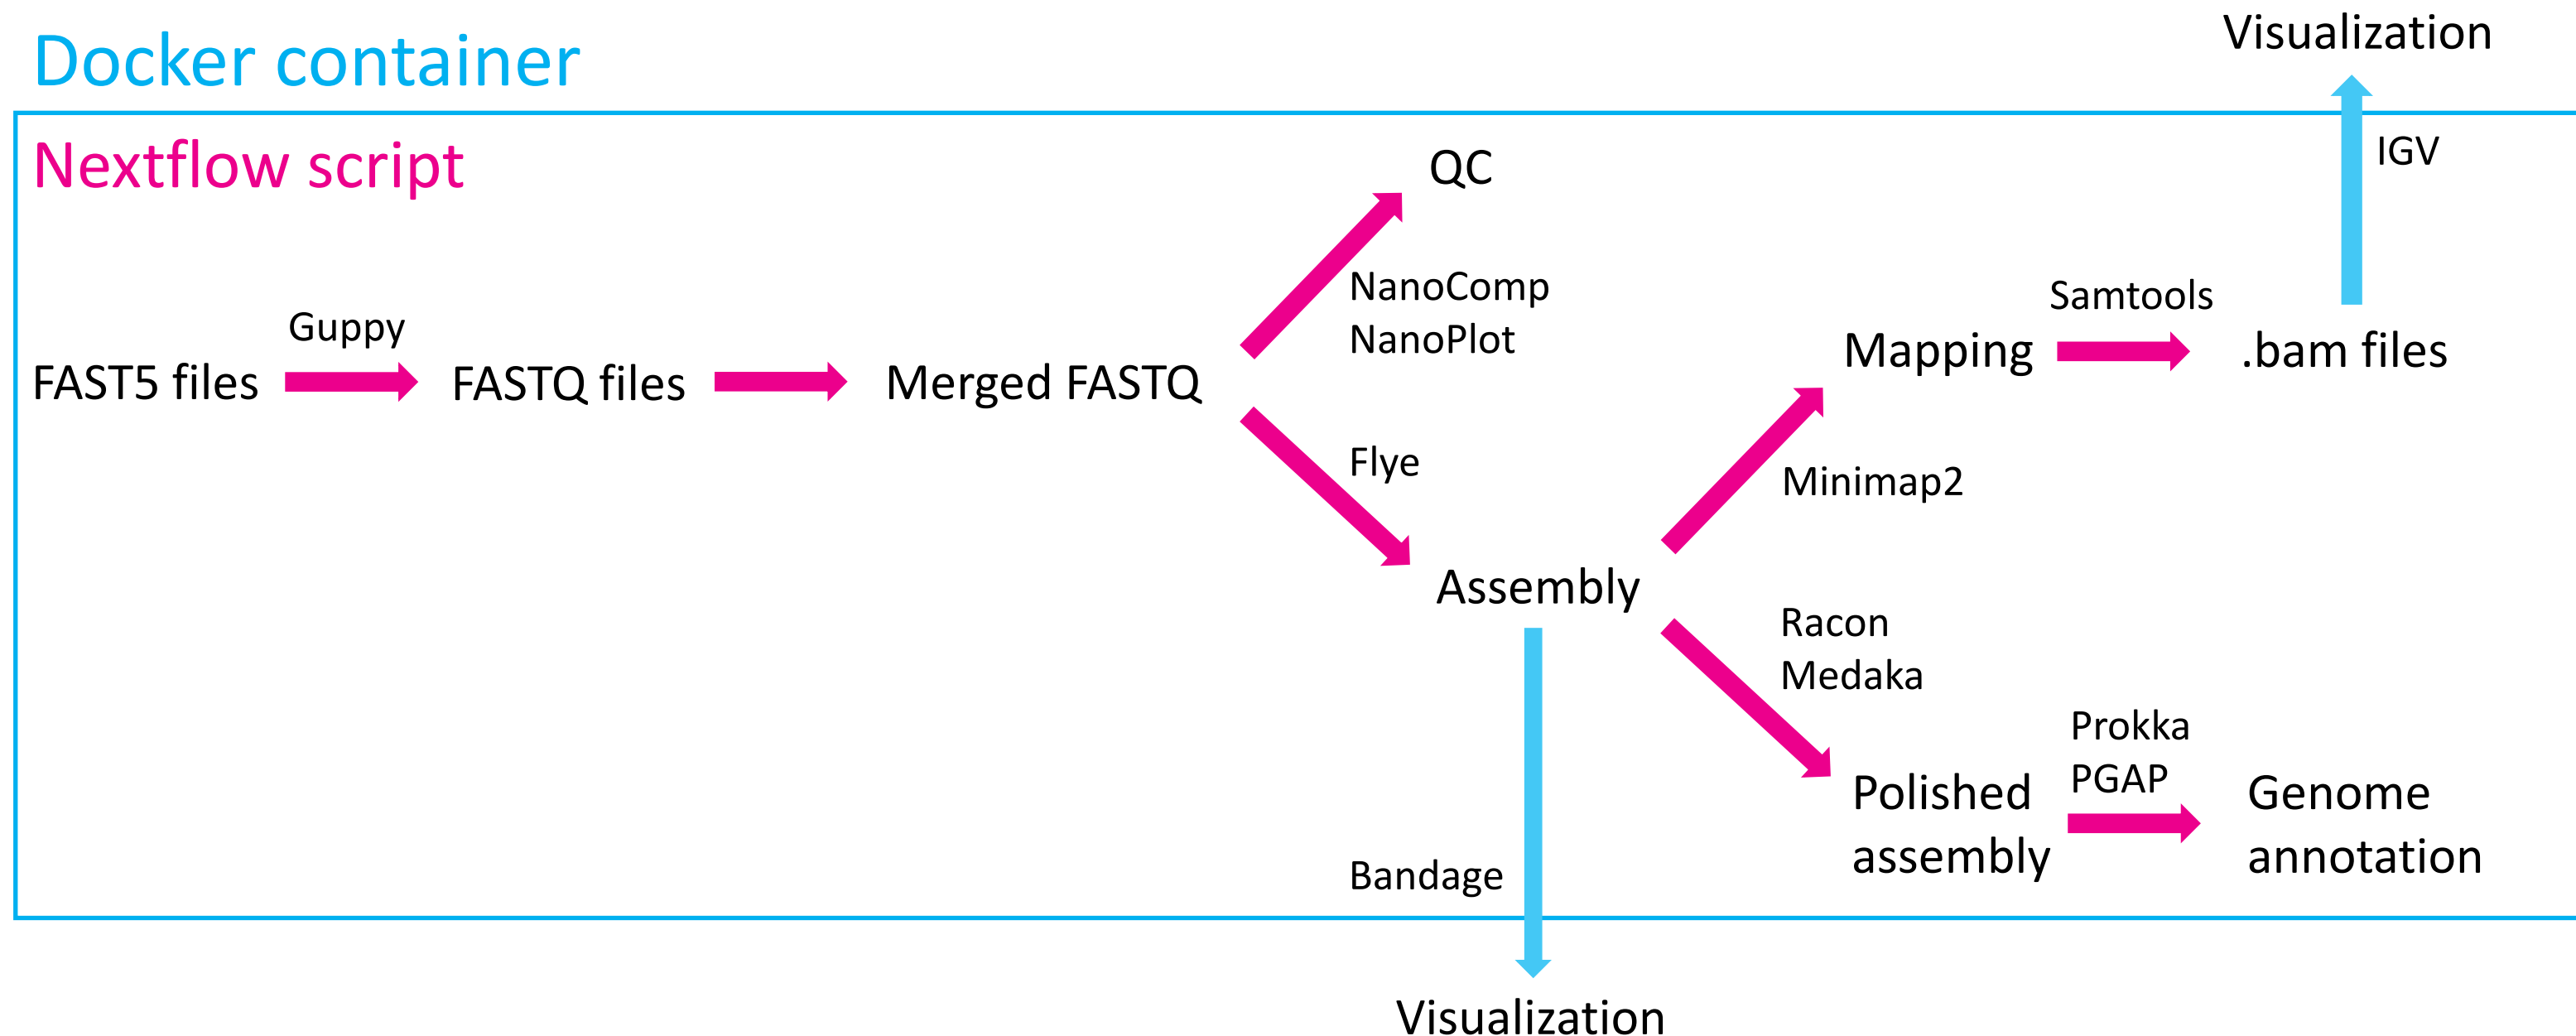 Visualization
Docker container
IGV
Nextflow script
QC
NanoComp
NanoPlot
Guppy
Samtools
FAST5 files
FASTQ files
Merged FASTQ
Mapping
.bam files
Flye
Minimap2
Assembly
Racon
Medaka
Prokka
PGAP
Polished
assembly
Genome
annotation
Bandage
Visualization